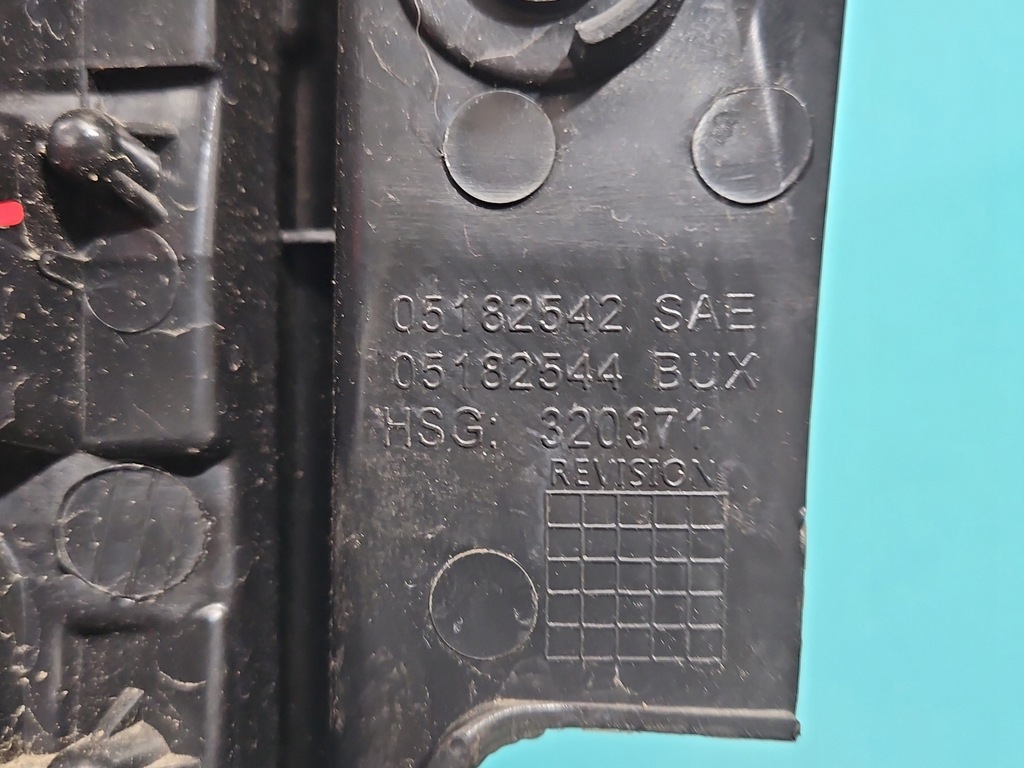 05182542 SAE
05182544 BUX
HSG: 320371
REVISION